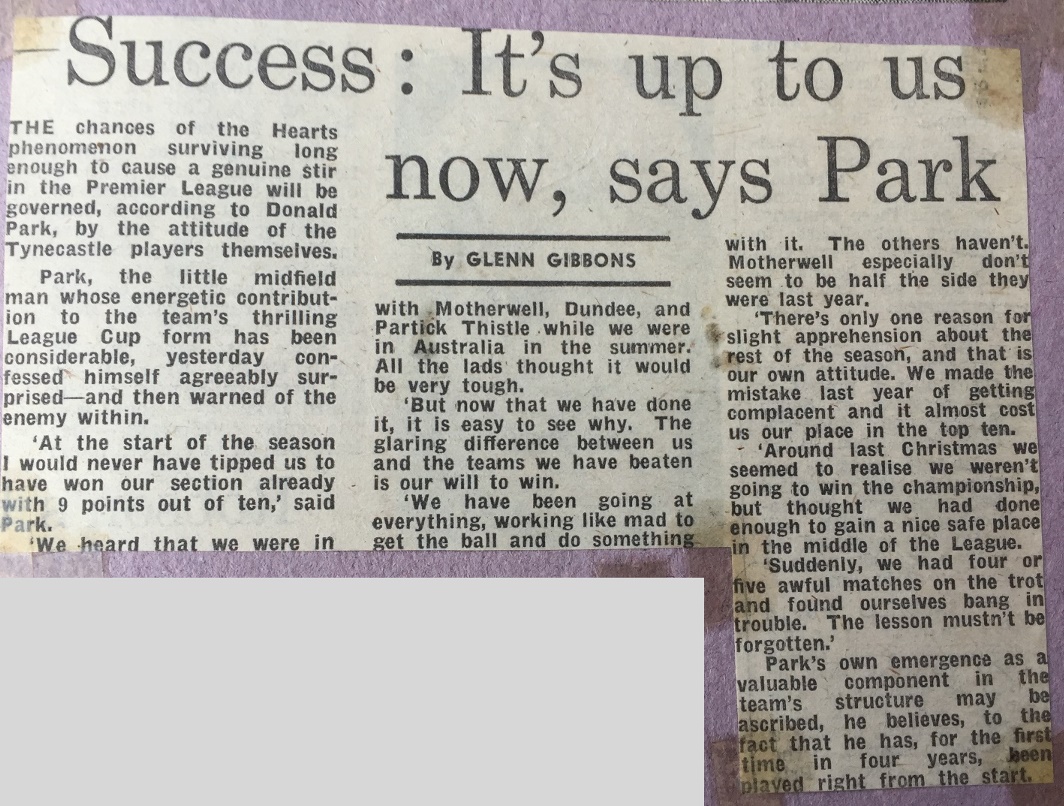 Success: It's up to us
now, says Park
By GLENN GIBBONS
THE chances of the Hearts
phenomenon surviving long
enough to cause a genuine stir
in the Premier League will be
governed, according to Donald
Park, by the attitude of the
Tynecastle players themselves.
Park, the little midfield
man whose energetic contribut-
ion to the team's thrilling
League Cup form has been
considerable, yesterday con-
fessed himself agreeably sur-
prised—and then warned of the
enemy within.
'At the start of the season
I would never have tipped us to
have won our section already
with 9 points out of ten,' said
Park.
'We heard that we were in
with Motherwell, Dundee, and
Partick Thistle while we were
in Australia in the summer.
All the lads thought it would
be very tough.
'But now that we have done
it, it is easy to see why. The
glaring difference between us
and the teams we have beaten
is our will to win.
'We have been going at
everything, working like mad to
get the ball and do something
with it. The others haven't.
Motherwell especially don't
seem to be half the side they
were last year.
'There's only one reason for
slight apprehension about the
rest of the season, and that is
our own attitude. We made the
mistake last year of getting
complacent and it almost cost
us our place in the top ten.
'Around last Christmas we
seemed to realise we weren't
going to win the championship,
but thought we had done
enough to gain a nice safe place
in the middle of the League.
'Suddenly, we had four or
five awful matches on the trot
and found ourselves bang in
trouble. The lesson mustn't be
forgotten.'
Park's own emergence as a
valuable component in the
team's structure may be
ascribed, he believes, to the
fact that he has, for the first
time in four years, been
played right from the start.